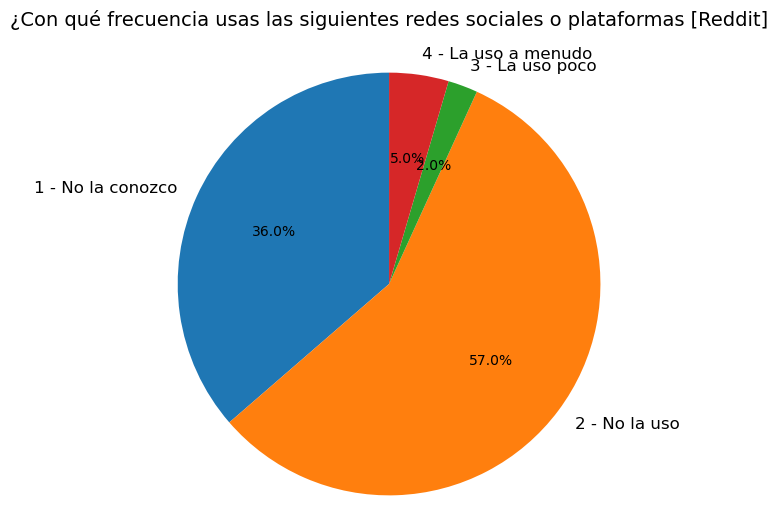 ¿Con qué frecuencia usas las siguientes redes sociales o plataformas [Reddit]
4 - La uso a menudo
3 - La uso poco
5.0%
2.0%
1 - No la conozco
36.0%
57.0%
2 - No la uso